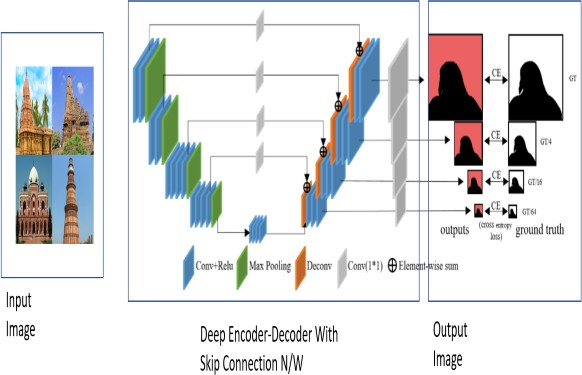 CE
GT
CE
GT/4
CE
GT/16
CE
GT/64
outputs
(cross entropy
loss)
ground truth
Conv+Relu
Max Pooling
Deconv
Conv(1*1)
Element-wise sum
Input
Image
Deep Encoder-Decoder With
Skip Connection N/W
Output
Image